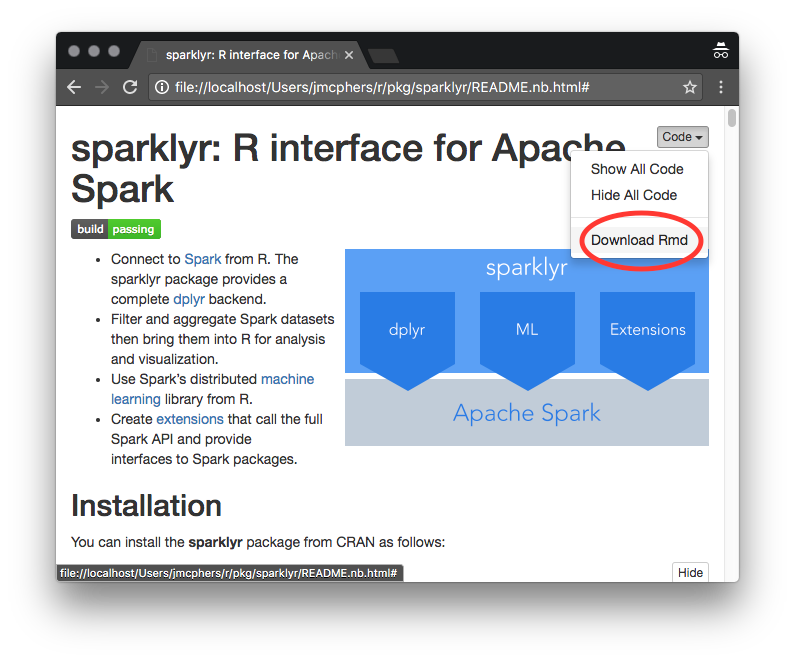 sparklyr: R interface for Apach
file://localhost/Users/jmcphers/r/pkg/sparklyr/README.nb.html#
sparklyr: R interface for Apache
Spark
Code
Show All Code
Hide All Code
Download Rmd
build passing
Connect to Spark from R. The
sparklyr package provides a
complete dplyr backend.
Filter and aggregate Spark datasets
then bring them into R for analysis
and visualization.
Use Spark's distributed machine
learning library from R.
Create extensions that call the full
Spark API and provide
interfaces to Spark packages.
sparklyr
dplyr
ML
Extensions
Apache Spark
Installation
You can install the sparklyr package from CRAN as follows:
file://localhost/Users/jmcphers/r/pkg/sparklyr/README.nb.html#
Hide